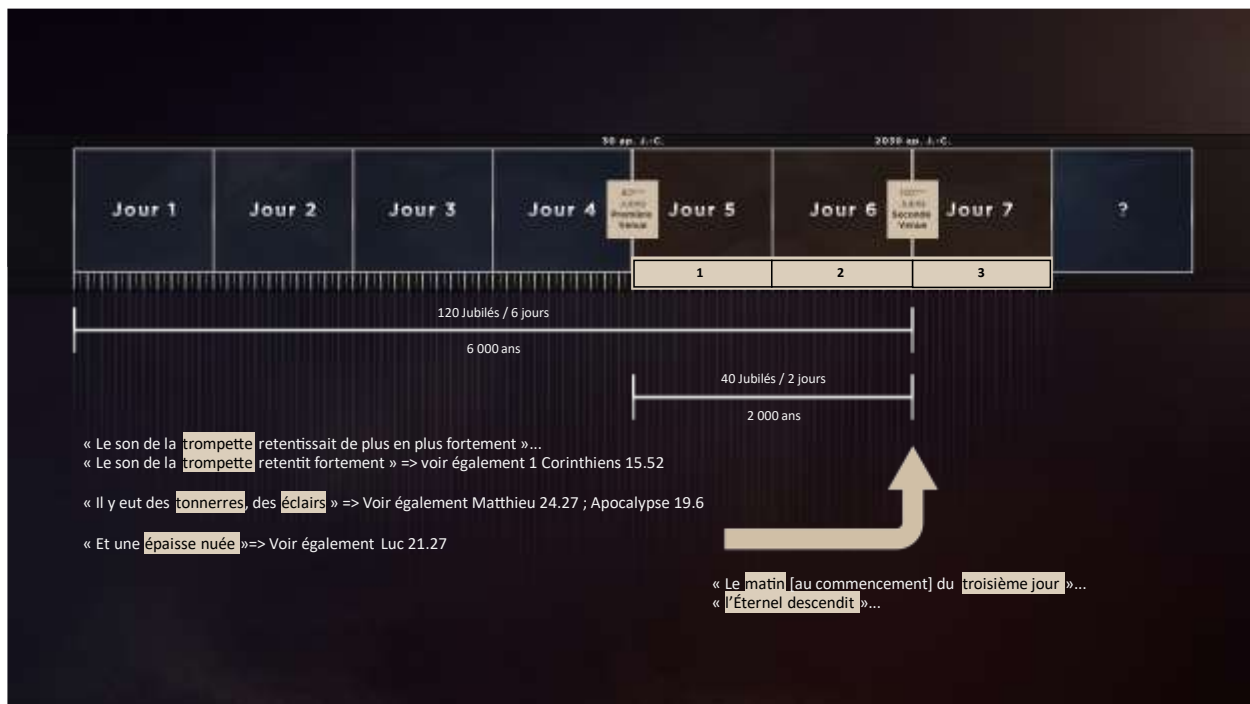 30 ap. J.-C.
2030 ap. J.-C.
Jour 1
Jour 2
Jour 3
Jour 4
Jubilé
Première
Venue
Jour 5
Jour 6
Jubilé
Seconde
Venue
Jour 7
?
1
2
3
120 Jubilés / 6 jours
6 000 ans
40 Jubilés / 2 jours
2 000 ans
« Le son de la trompette retentissait de plus en plus fortement »...
« Le son de la trompette retentit fortement » => voir également 1 Corinthiens 15.52
« Il y eut des tonnerres, des éclairs » => Voir également Matthieu 24.27 ; Apocalypse 19.6
« Et une épaisse nuée »=> Voir également Luc 21.27
« Le matin [au commencement] du troisième jour »...
« l’Éternel descendit »...